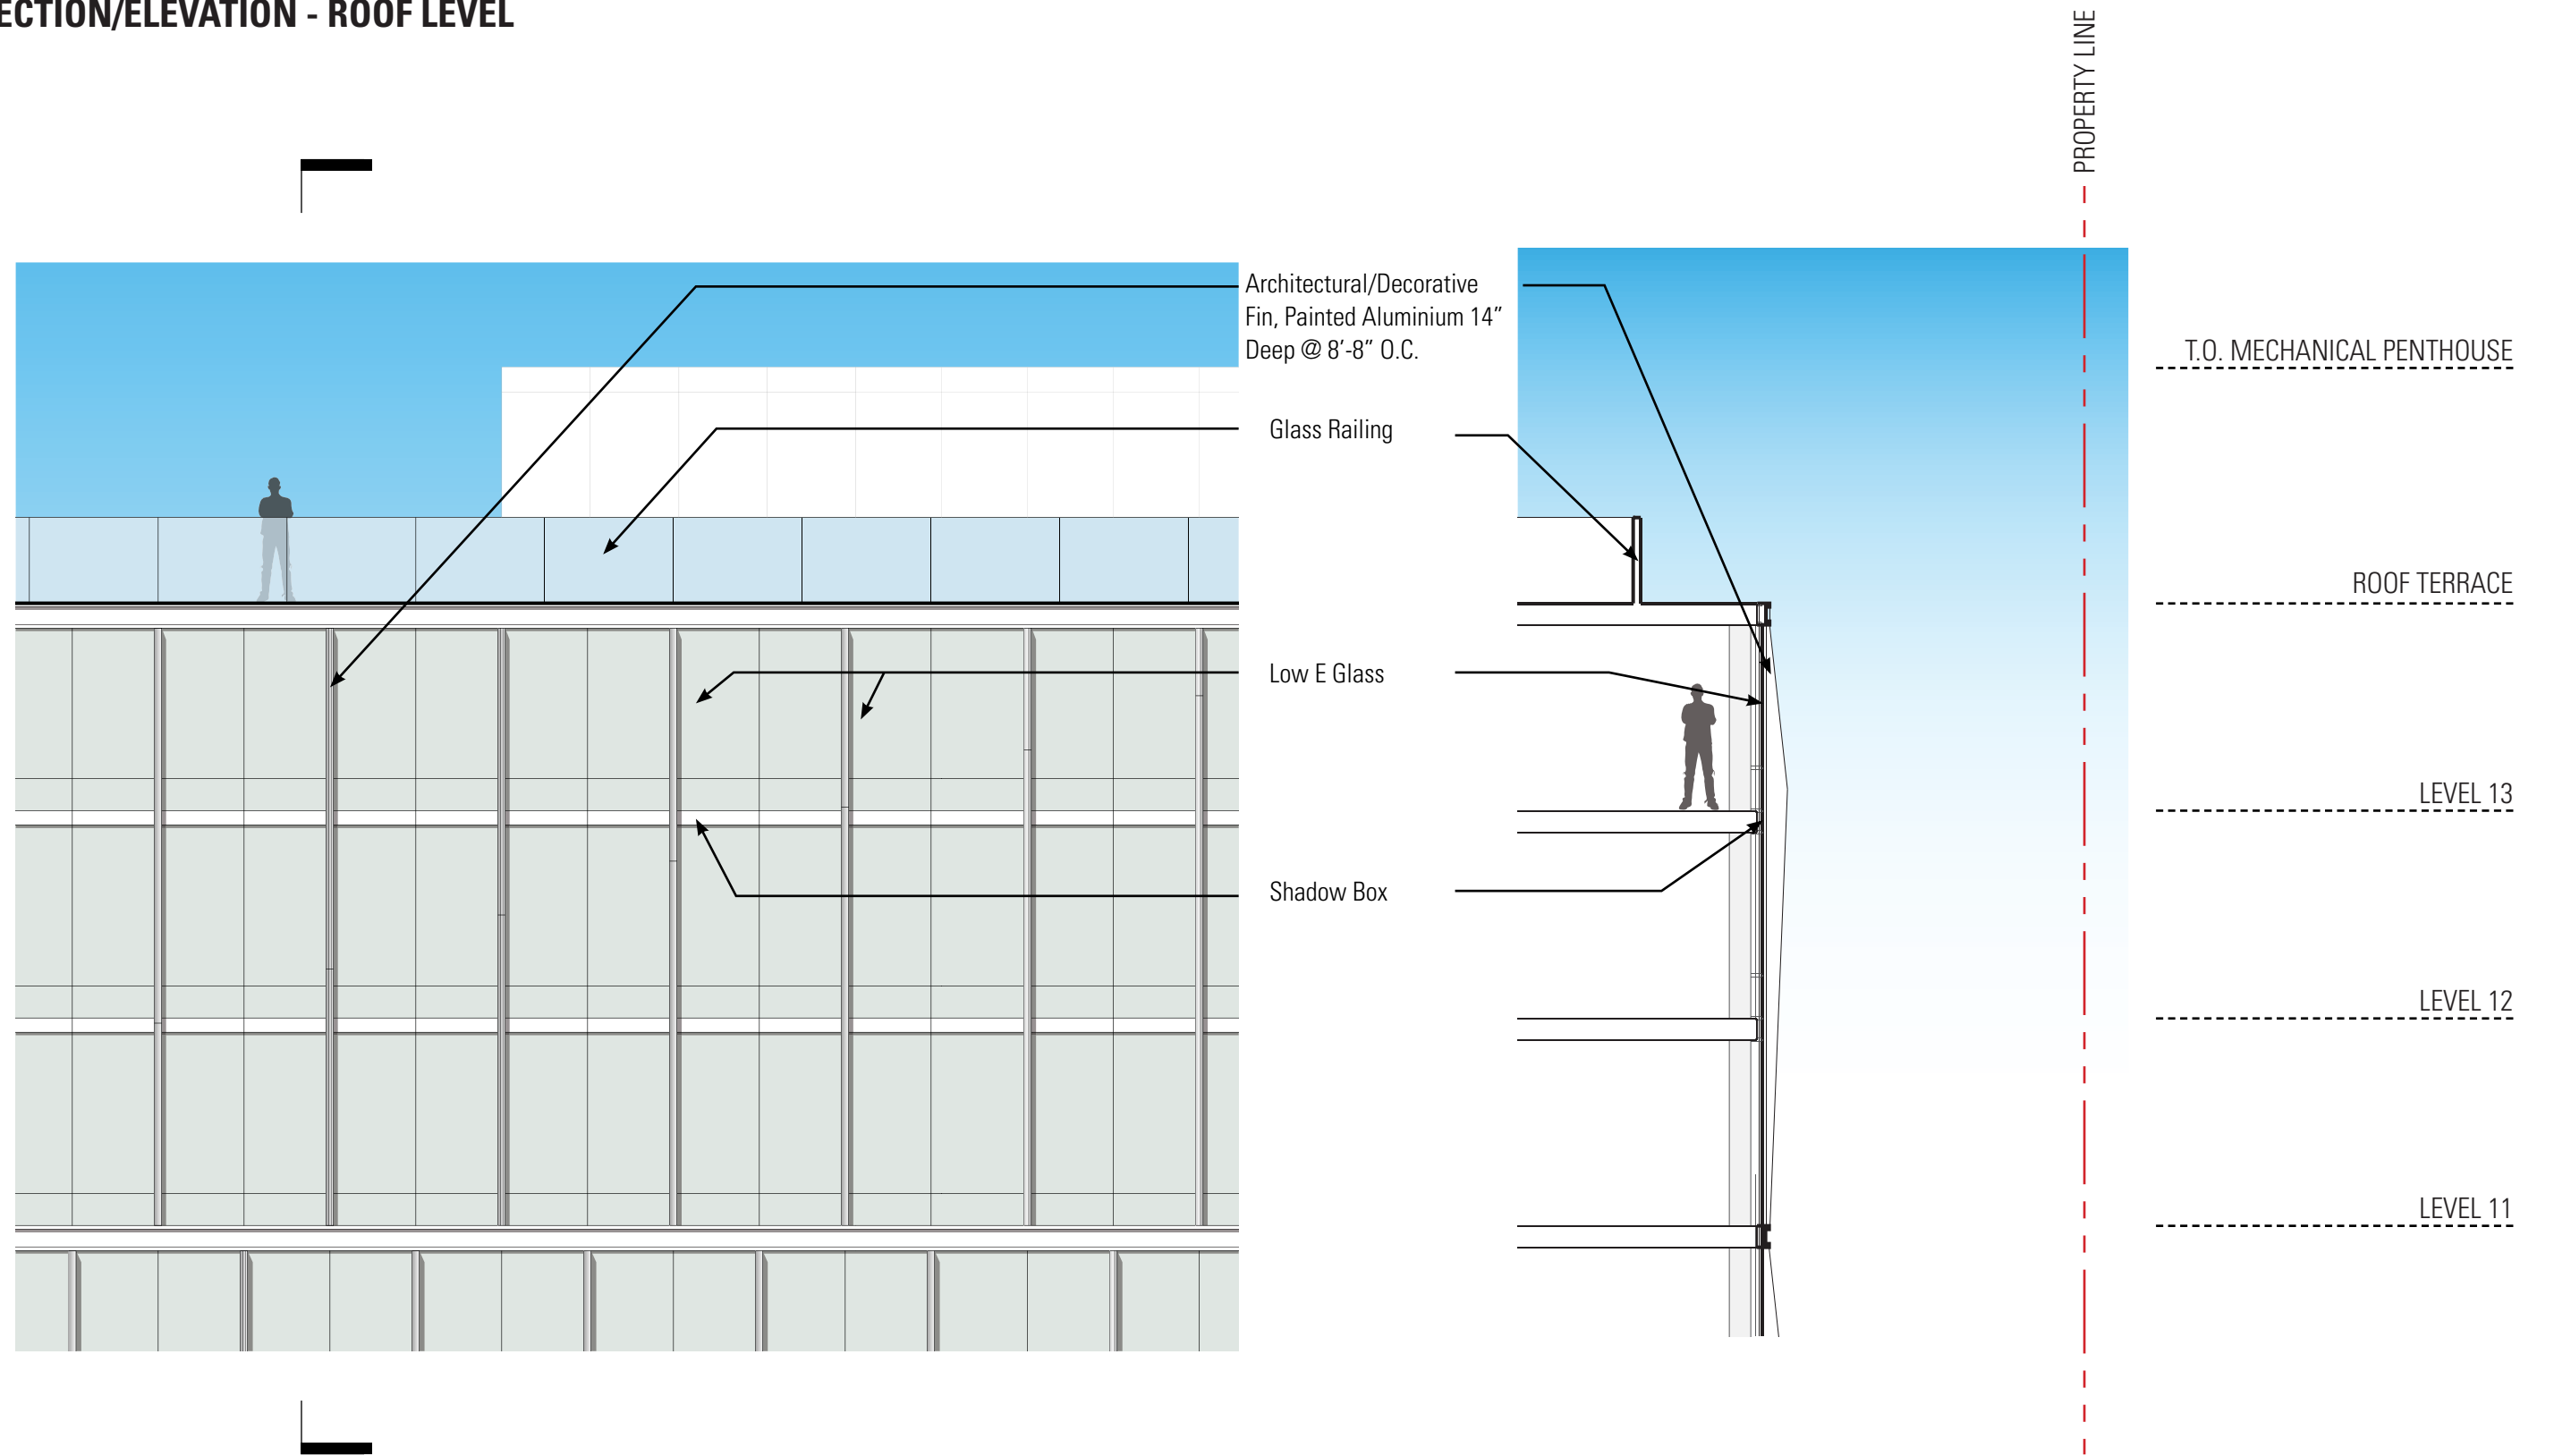 ECTION/ELEVATION - ROOF LEVEL
PROPERTY LINE
Architectural/Decorative
Fin, Painted Aluminium 14”
Deep @ 8’-8” O.C.
Glass Railing
Low E Glass
Shadow Box
T.O. MECHANICAL PENTHOUSE
ROOF TERRACE
LEVEL 13
LEVEL 12
LEVEL 11